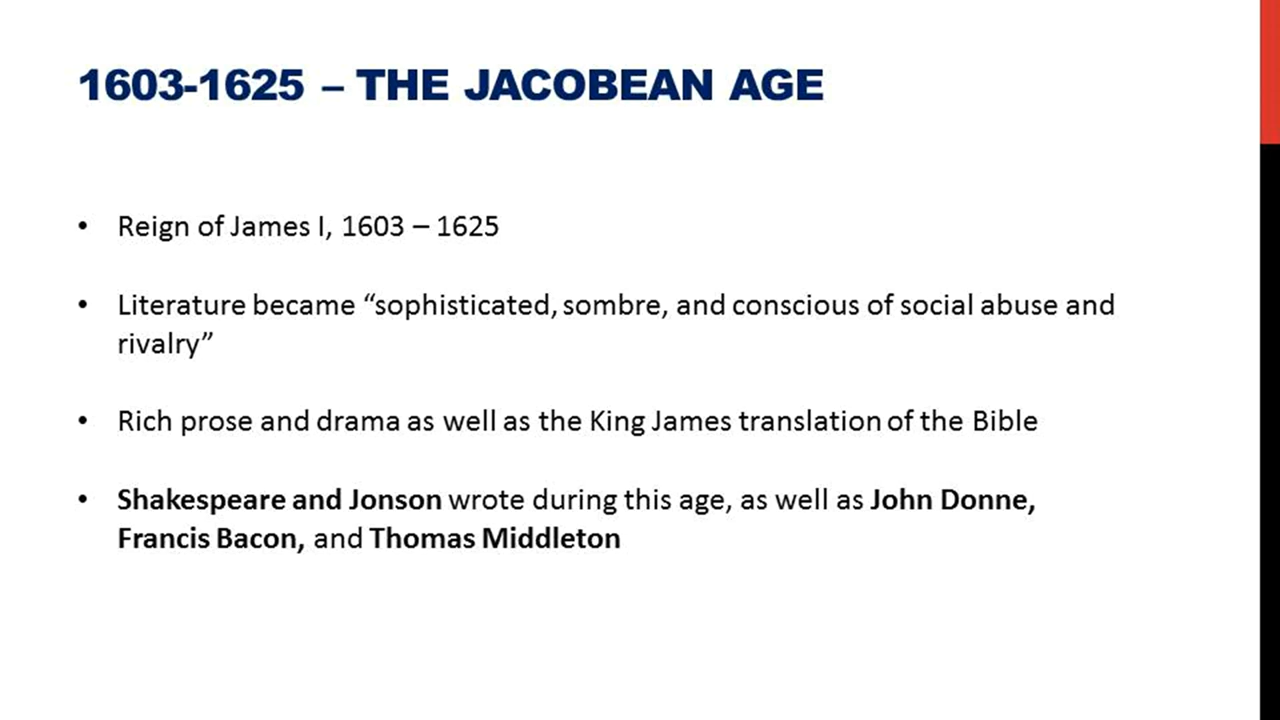 1603-1625 – THE JACOBEAN AGE
• Reign of James I, 1603 – 1625
• Literature became “sophisticated, sombre, and conscious of social abuse and
rivalry”
• Rich prose and drama as well as the King James translation of the Bible
• Shakespeare and Jonson wrote during this age, as well as John Donne,
Francis Bacon, and Thomas Middleton